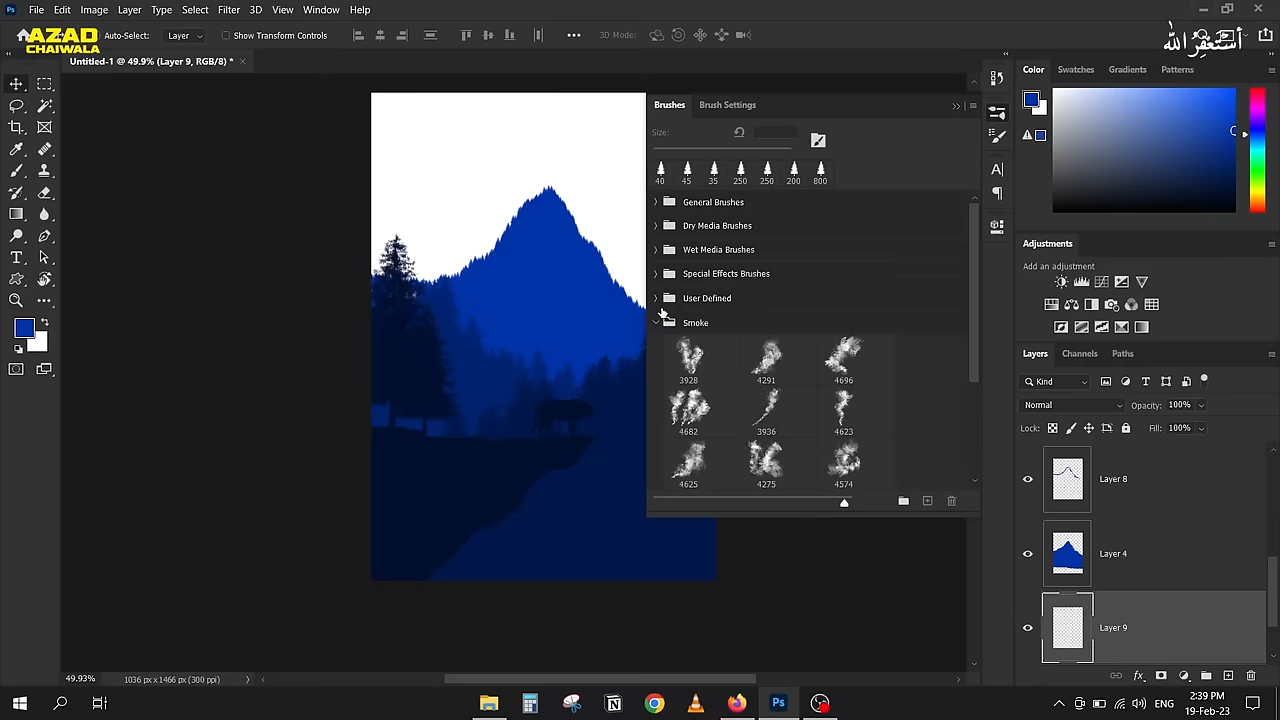 Ps File Edit Image Layer Type Select Filter 3D View Window Help
AZAD
CHAIWALA
Auto-Select: Layer Show Transform Controls 3D Mode:
أستغفر الله
Untitled-1 @ 49.9% (Layer 9, RGB/8) *
Brushes Brush Settings
Size:
40 45 35 250 250 200 800
General Brushes
Dry Media Brushes
Wet Media Brushes
Special Effects Brushes
User Defined
Smoke
3928 4291 4696
4682 3936 4623
4625 4275 4574
Color Swatches Gradients Patterns
Adjustments
Add an adjustment
Layers Channels Paths
Kind
Normal Opacity: 100%
Lock: Fill: 100%
Layer 8
Layer 4
Layer 9
fx
49.93% 1036 px x 1466 px (300 ppi)
Ps
2:39 PM
19-Feb-23